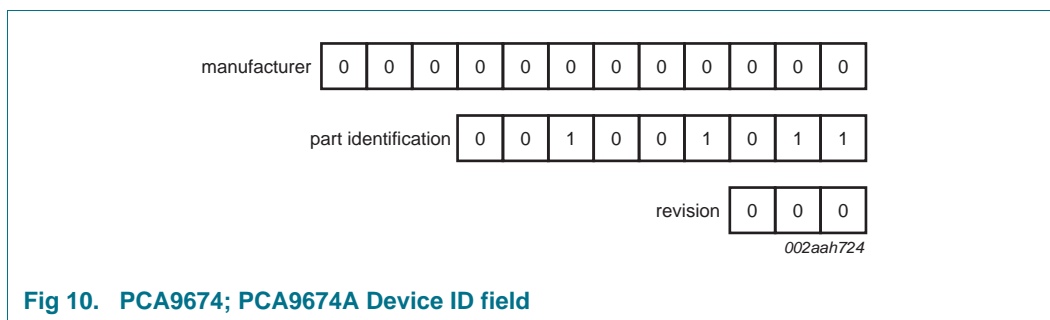 manufacturer 0 0 0 0 0 0 0 0 0 0 0 0
part identification 0 0 1 0 0 1 0 1 1
revision 0 0 0
002aah724
Fig 10. PCA9674; PCA9674A Device ID field